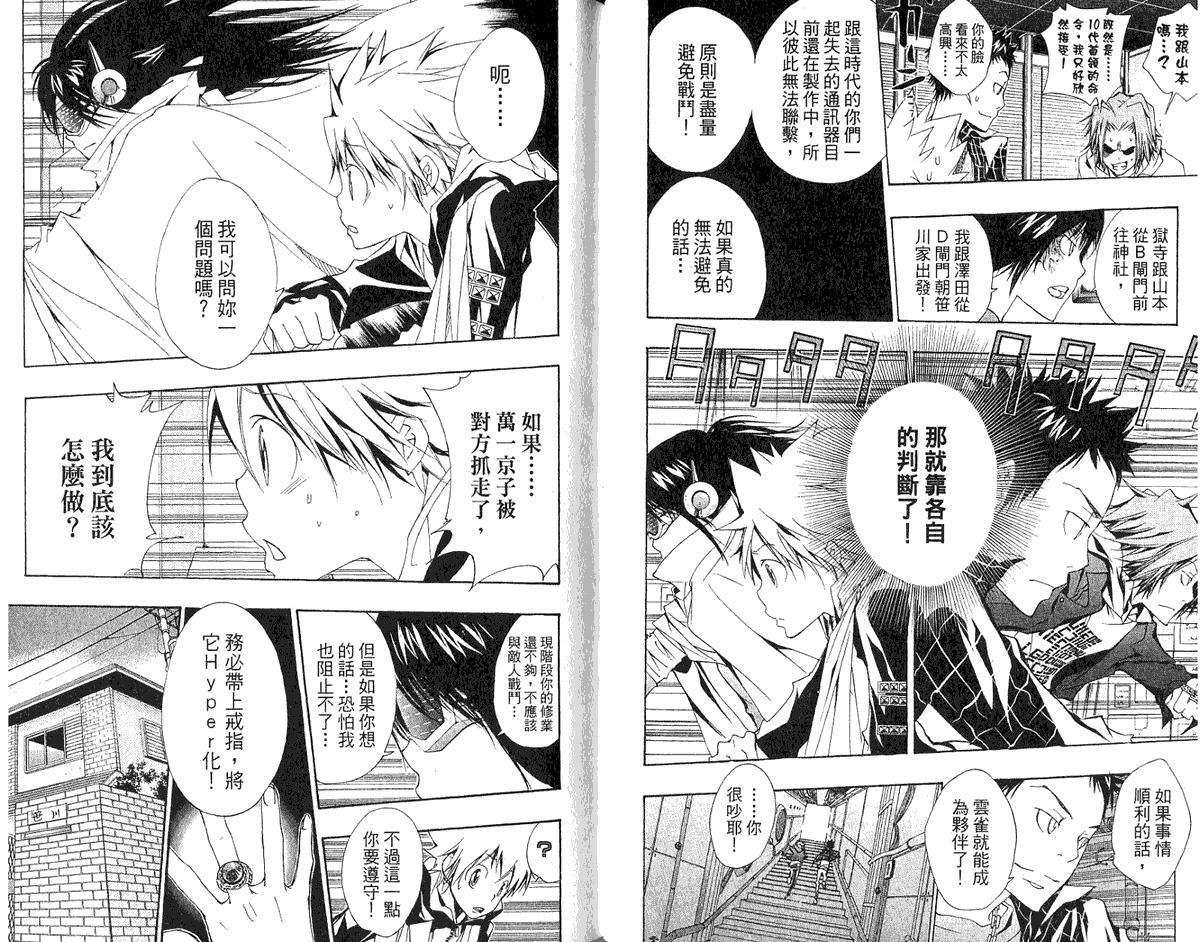 我跟山本
嗎…？
既然是……
10代首領的命
令，我只好欣
然接受！
你的臉
看來不太
高興……
獄寺跟山本
從B閘門前
往神社，
我跟澤田從
D閘門朝笹
川家出發！
跟這時代的你們一
起失去的通訊器目
前還在製作中，所
以彼此無法聯繫，
原則是盡量
避免戰鬥！
如果真的
無法避免
的話…
那就靠各自
的判斷了！
如果事情
順利的話，
雲雀就能成
為夥伴了！
……你
很吵耶！
呃……
我可以問妳一
個問題嗎？
如果……
萬一京子被
對方抓走了，
我到底該
怎麼做？
現階段你的修業
還不夠，不應該
與敵人戰鬥…
但是如果你想
的話…恐怕我
也阻止不了…
？
不過這一點
你要遵守！
務必帶上戒指，將
它Hyper化！
笹川